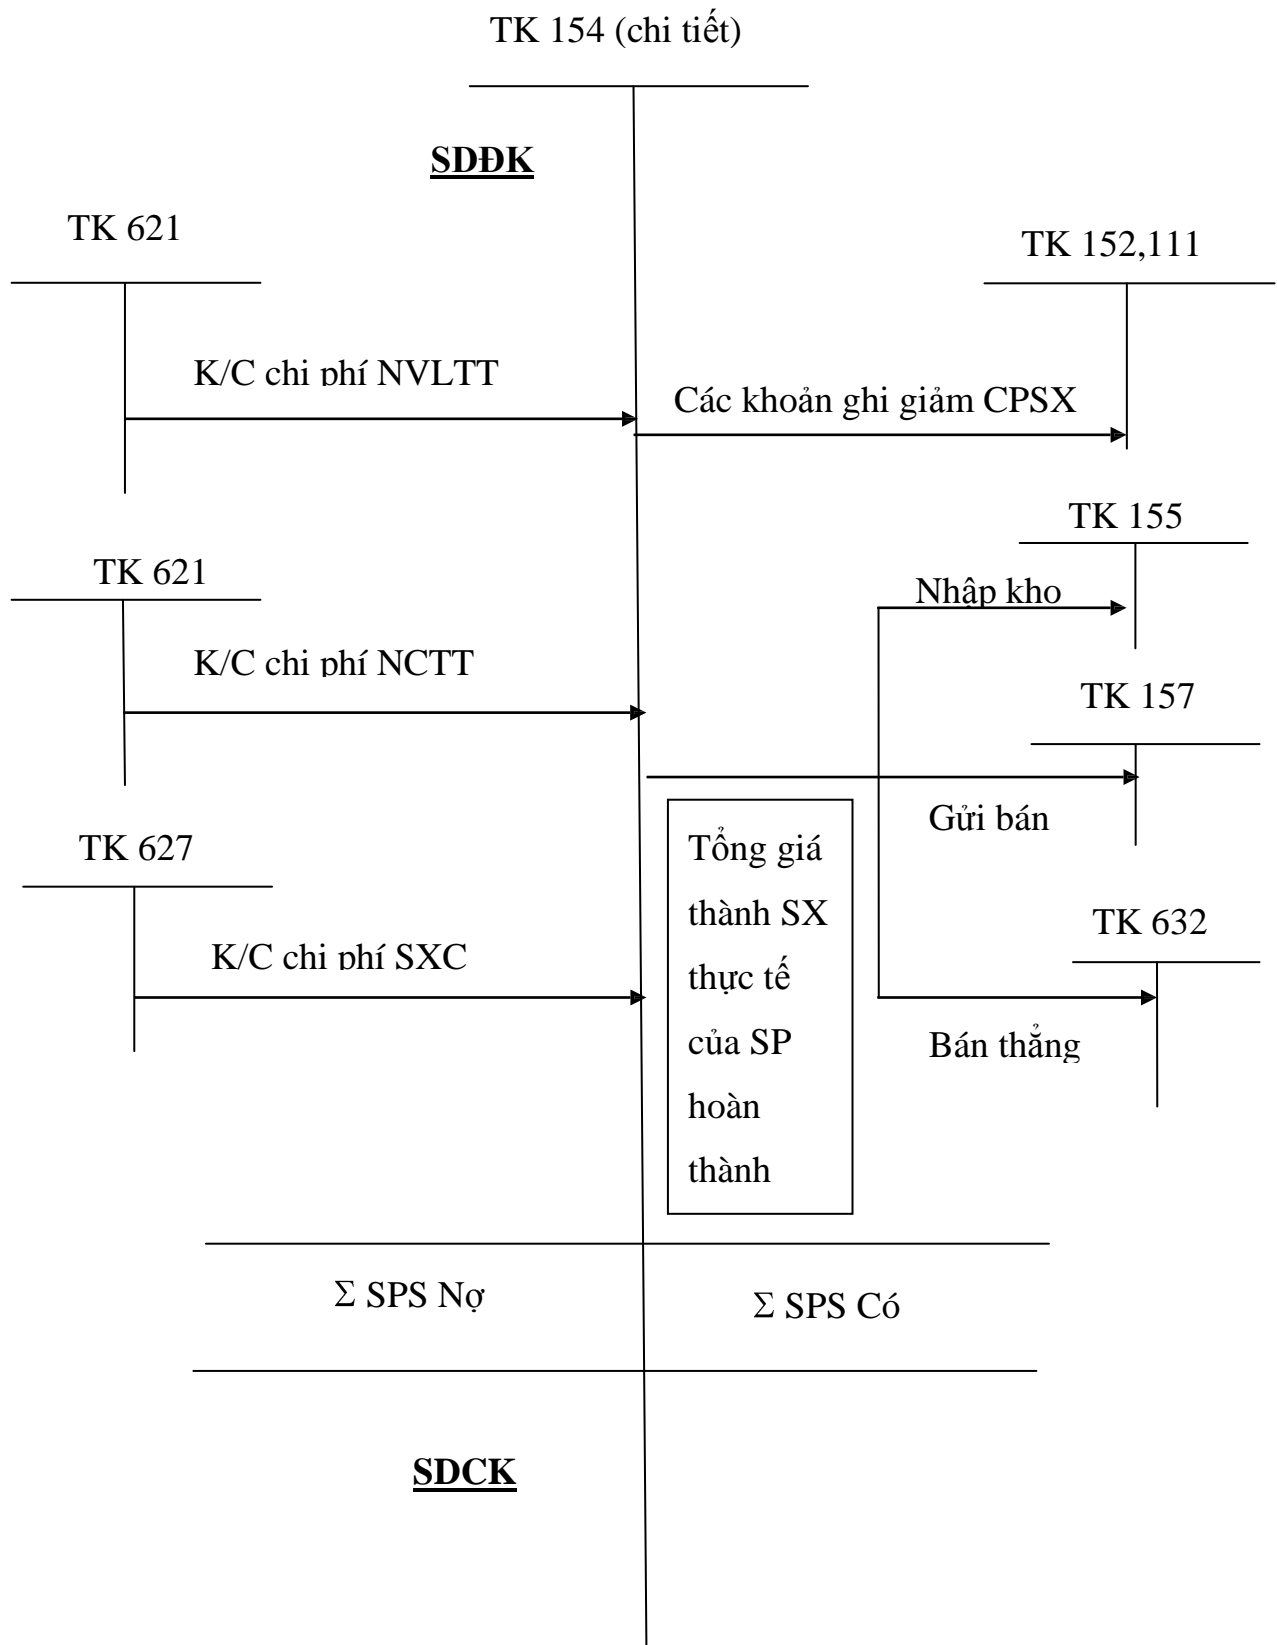 TK 154 (chi tiết)
SDĐK
TK 621
TK 152,111
K/C chi phí NVLTT
Các khoản ghi giảm CPSX
TK 155
TK 621
Nhập kho
K/C chi phí NCTT
TK 157
Gửi bán
Tổng giá
thành SX
thực tế
của SP
hoàn
thành
TK 627
TK 632
K/C chi phí SXC
Bán thẳng
Σ SPS Nợ
Σ SPS Có
SDCK